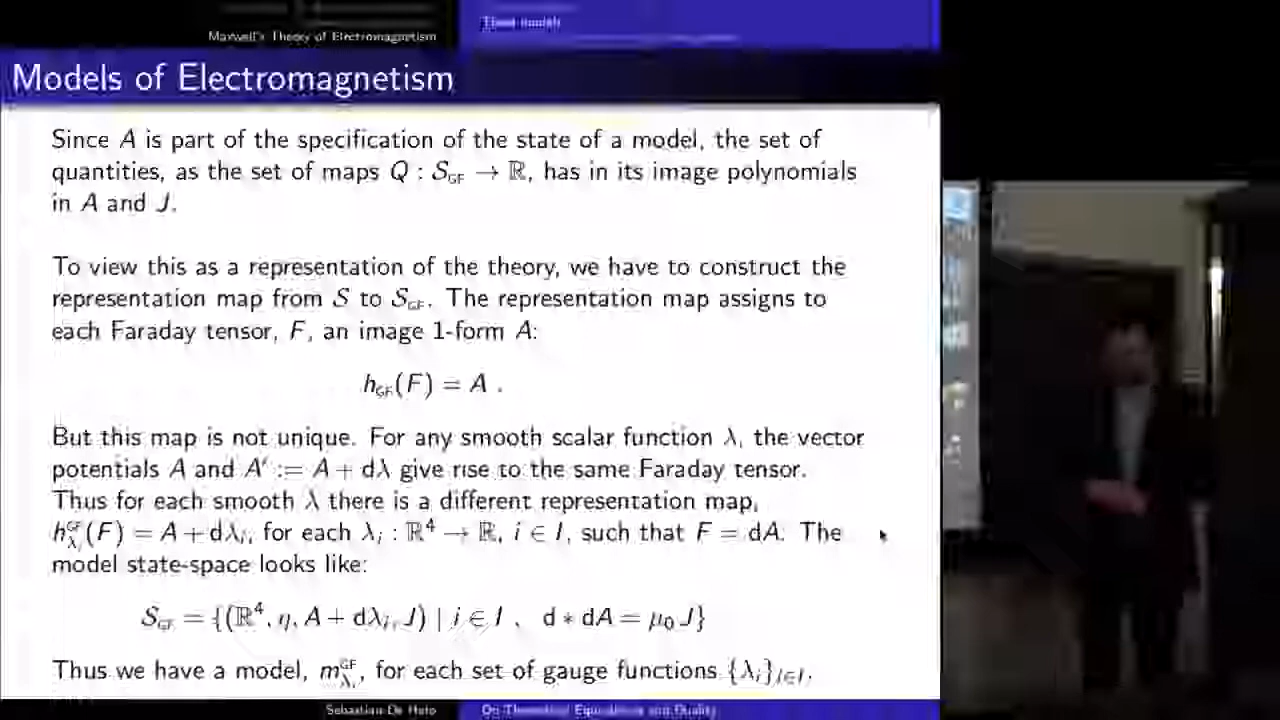 Maxwell's Theory of Electromagnetism
Models of Electromagnetism
Since A is part of the specification of the state of a model, the set of
quantities, as the set of maps Q : S_GF → ℝ, has in its image polynomials
in A and J.
To view this as a representation of the theory, we have to construct the
representation map from S to S_GF. The representation map assigns to
each Faraday tensor, F, an image 1-form A:
h_GF(F) = A .
But this map is not unique. For any smooth scalar function λ, the vector
potentials A and A′ := A + dλ give rise to the same Faraday tensor.
Thus for each smooth λ there is a different representation map,
h^GF_λi(F) = A + dλ_i, for each λ_i : ℝ⁴ → ℝ, i ∈ I, such that F = dA. The
model state-space looks like:
S_GF = {(ℝ⁴, η, A + dλ_i, J) | i ∈ I , d ∗ dA = μ₀ J}
Thus we have a model, m^GF_λi, for each set of gauge functions {λ_i}_i∈I.
Sebastian De Haro
On Theoretical Equivalence and Duality